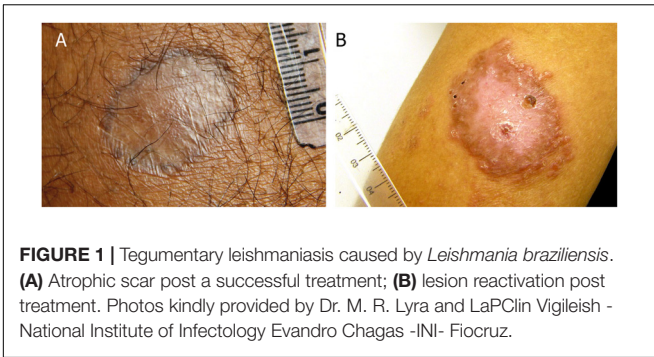 A
B
FIGURE 1 | Tegumentary leishmaniasis caused by Leishmania braziliensis.
(A) Atrophic scar post a successful treatment; (B) lesion reactivation post
treatment. Photos kindly provided by Dr. M. R. Lyra and LaPClin Vigileish -
National Institute of Infectology Evandro Chagas -INI- Fiocruz.